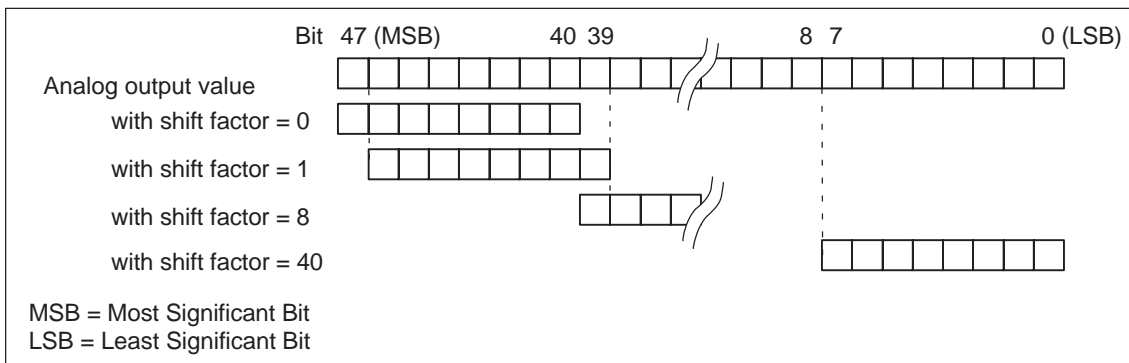 Bit 47 (MSB) 40 39 8 7 0 (LSB)
Analog output value
with shift factor = 0
with shift factor = 1
with shift factor = 8
with shift factor = 40
MSB = Most Significant Bit
LSB = Least Significant Bit